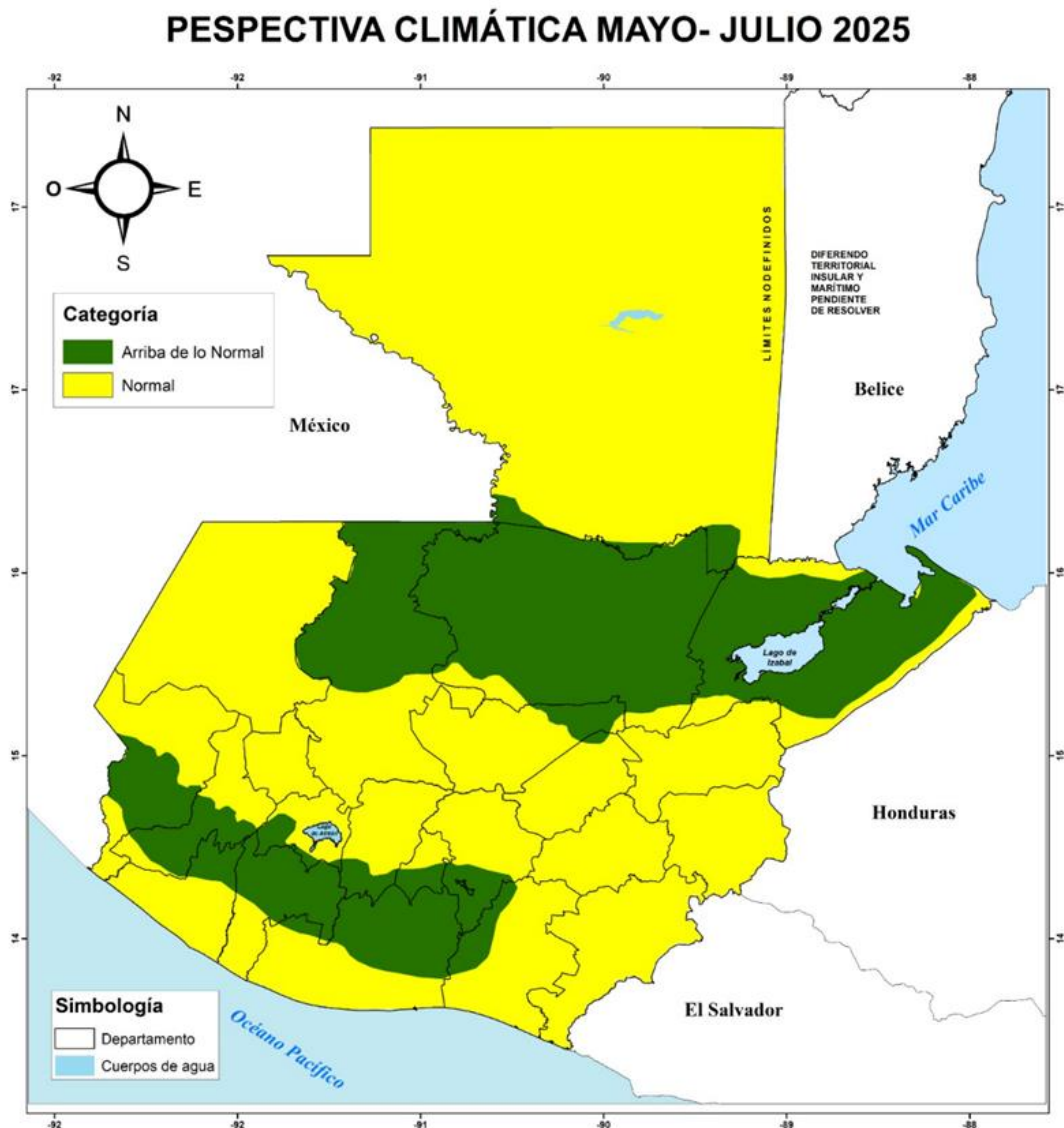 PESPECTIVA CLIMÁTICA MAYO- JULIO 2025
-92
-92
-91
-90
-89
-88
N
O
E
S
17
17
LÍMITES NODEFINIDOS
DIFERENDO
TERRITORIAL
INSULAR Y
MARÍTIMO
PENDIENTE
DE RESOLVER
Categoría
Arriba de lo Normal
Normal
17
17
México
Belice
Mar Caribe
16
16
Lago de
Izabal
15
15
Honduras
Lago
de Atitlán
14
14
Simbología
Departamento
Cuerpos de agua
Océano Pacífico
El Salvador
-92
-92
-91
-90
-89
-88